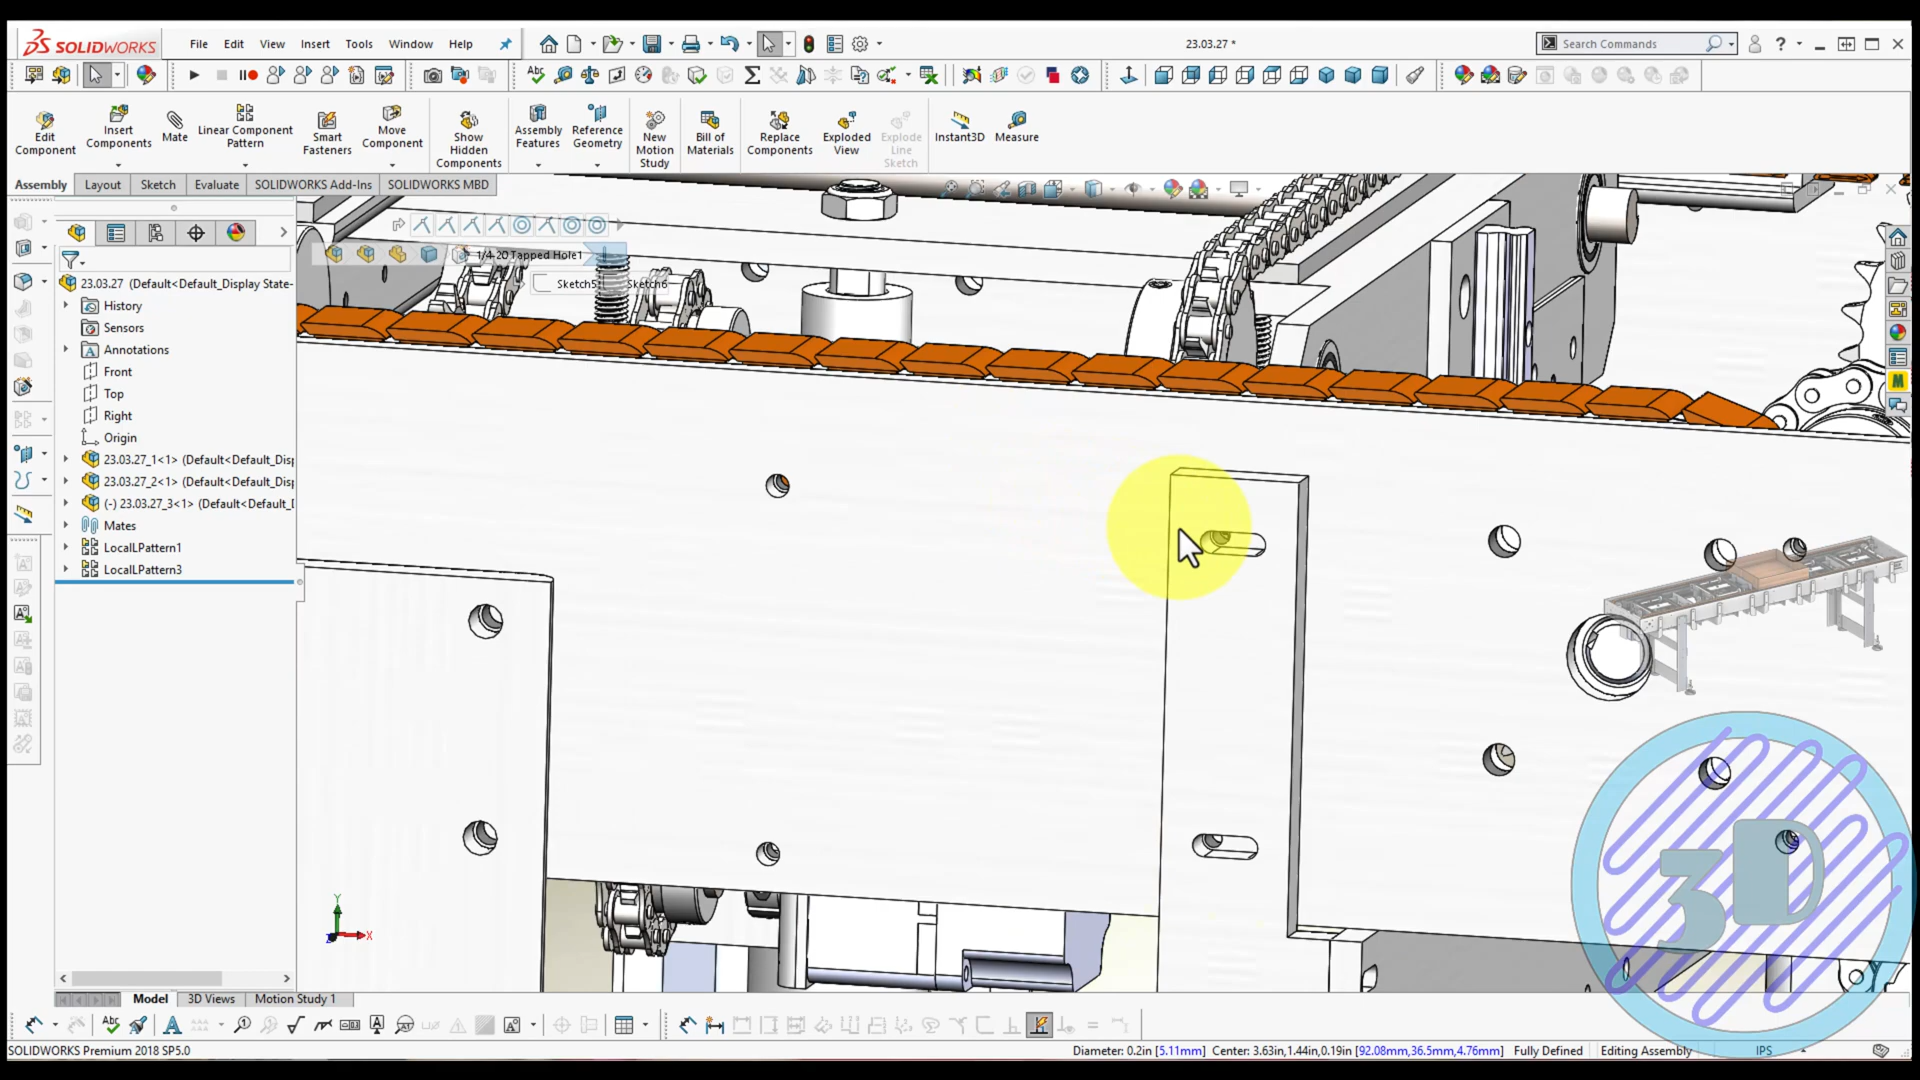 SOLIDWORKS
File Edit View Insert Tools Window Help
23.03.27 *
Search Commands
Edit Component
Insert Components
Mate
Linear Component Pattern
Smart Fasteners
Move Component
Show Hidden Components
Assembly Features
Reference Geometry
New Motion Study
Bill of Materials
Replace Components
Exploded View
Explode Line Sketch
Instant3D
Measure
Assembly Layout Sketch Evaluate SOLIDWORKS Add-Ins SOLIDWORKS MBD
1/4-20 Tapped Hole1
Sketch5 Sketch6
23.03.27 (Default<Default_Display State-
History
Sensors
Annotations
Front
Top
Right
Origin
23.03.27_1<1> (Default<Default_Disp
23.03.27_2<1> (Default<Default_Disp
(-) 23.03.27_3<1> (Default<Default_D
Mates
LocalLPattern1
LocalLPattern3
Y
X
Z
3D
Model 3D Views Motion Study 1
SOLIDWORKS Premium 2018 SP5.0
Diameter: 0.2in [5.11mm] Center: 3.63in,1.44in,0.19in [92.08mm,36.5mm,4.76mm] Fully Defined Editing Assembly IPS